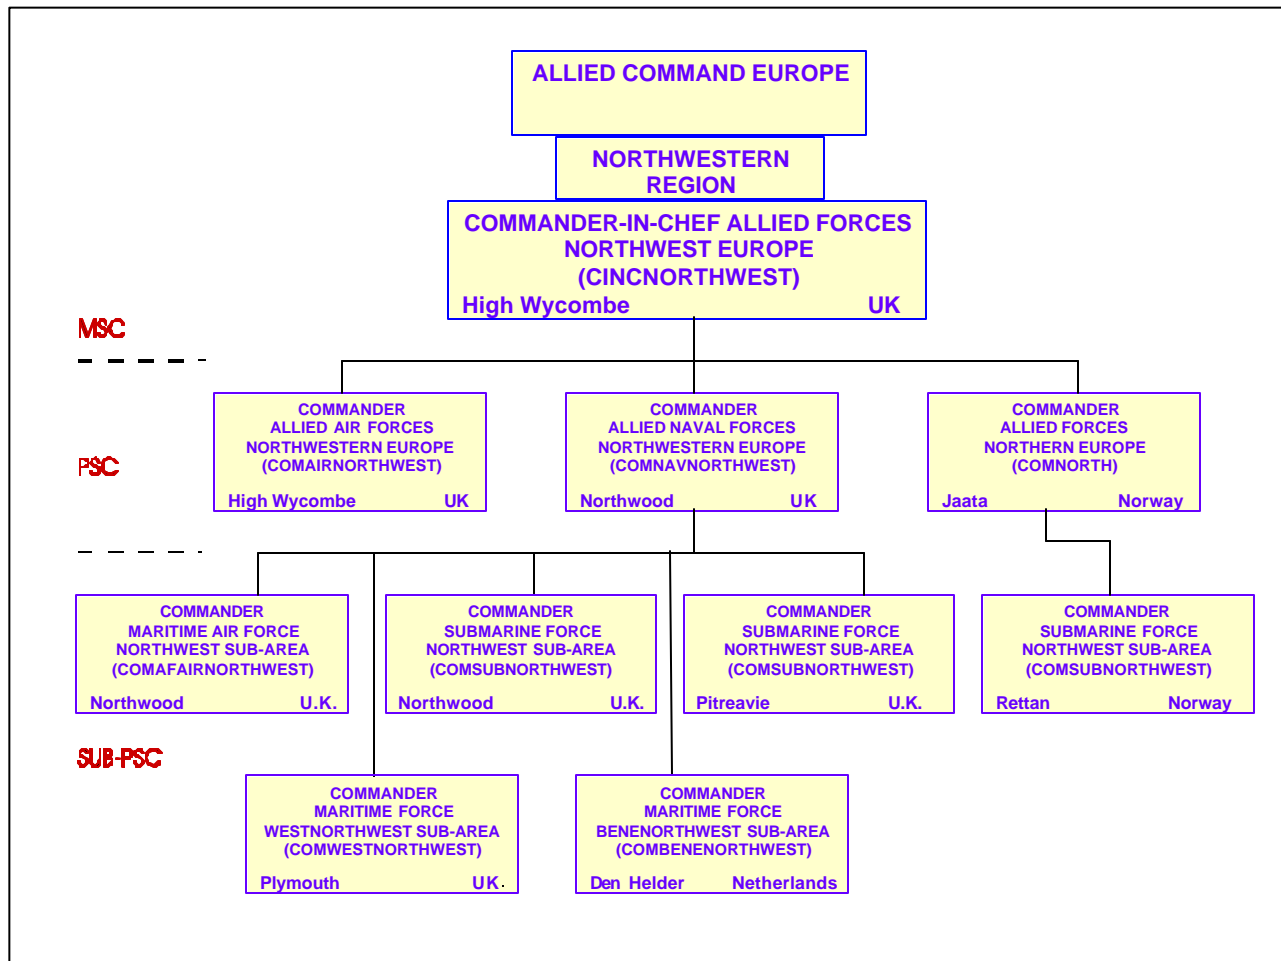 ALLIED COMMAND EUROPE
NORTHWESTERN
REGION
COMMANDER-IN-CHEF ALLIED FORCES
NORTHWEST EUROPE
(CINCNORTHWEST)
High Wycombe UK
MSC
COMMANDER
ALLIED AIR FORCES
NORTHWESTERN EUROPE
(COMAIRNORTHWEST)
High Wycombe UK
COMMANDER
ALLIED NAVAL FORCES
NORTHWESTERN EUROPE
(COMNAVNORTHWEST)
Northwood UK
COMMANDER
ALLIED FORCES
NORTHERN EUROPE
(COMNORTH)
Jaata Norway
PSC
COMMANDER
MARITIME AIR FORCE
NORTHWEST SUB-AREA
(COMAFAIRNORTHWEST)
Northwood U.K.
COMMANDER
SUBMARINE FORCE
NORTHWEST SUB-AREA
(COMSUBNORTHWEST)
Northwood U.K.
COMMANDER
SUBMARINE FORCE
NORTHWEST SUB-AREA
(COMSUBNORTHWEST)
Pitreavie U.K.
COMMANDER
SUBMARINE FORCE
NORTHWEST SUB-AREA
(COMSUBNORTHWEST)
Rettan Norway
SUB-PSC
COMMANDER
MARITIME FORCE
WESTNORTHWEST SUB-AREA
(COMWESTNORTHWEST)
Plymouth UK.
COMMANDER
MARITIME FORCE
BENENORTHWEST SUB-AREA
(COMBENENORTHWEST)
Den Helder Netherlands